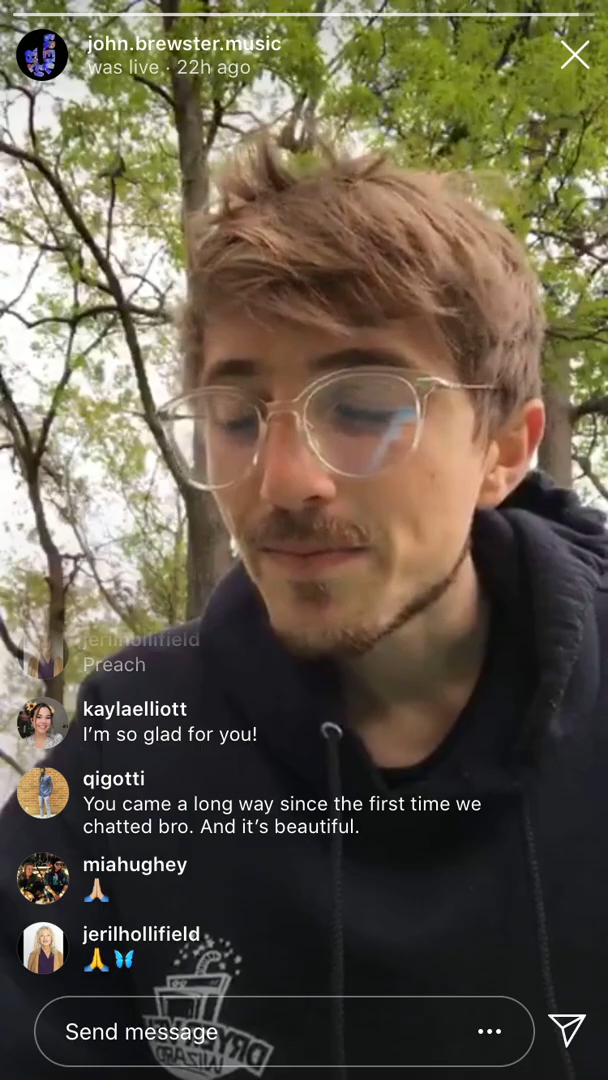 john.brewster.music
was live · 22h ago
jerilhollifield
Preach
kaylaelliott
I'm so glad for you!
qigotti
You came a long way since the first time we
chatted bro. And it's beautiful.
miahughey
🙏🏼
jerilhollifield
🙏🦋
WIZARD
Send message